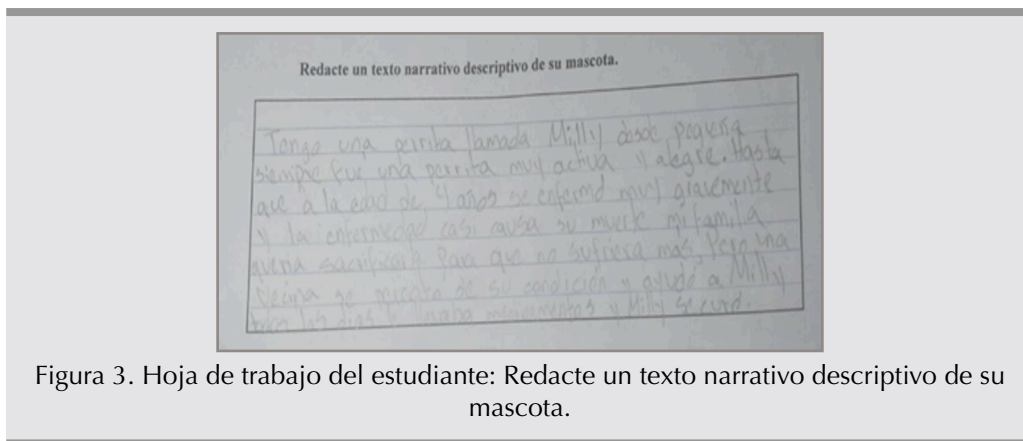 Redacte un texto narrativo descriptivo de su mascota.
Tengo una perrita llamada Milly desde pequeña
siempre fue una perrita muy activa y alegre. Hasta
que a la edad de 4 años se enfermó muy gravemente
y la enfermedad casi causa su muerte mi familia
queria sacrificarla Para que no sufriera mas, Pero una
Vecina se de su condición y ayudó a Milly
todos los dias le llevaba medicamentos y Milly se curó.
Figura 3. Hoja de trabajo del estudiante: Redacte un texto narrativo descriptivo de su
mascota.